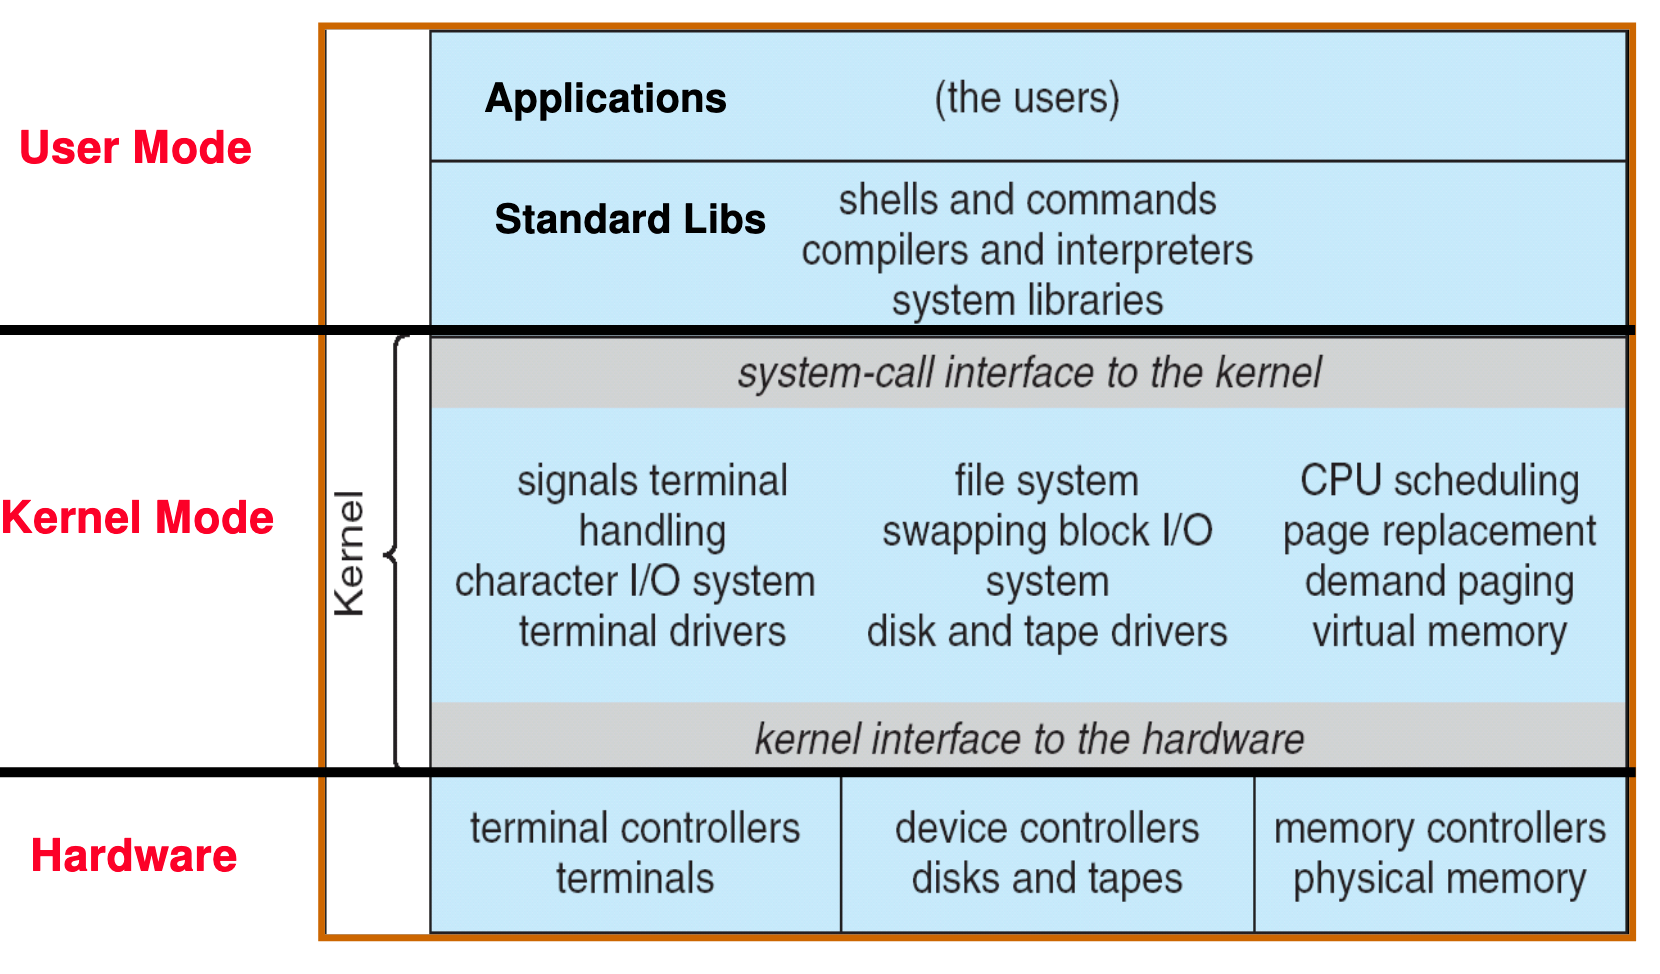 User Mode
Applications
(the users)
Standard Libs
shells and commands
compilers and interpreters
system libraries
Kernel Mode
Kernel
system-call interface to the kernel
signals terminal
handling
character I/O system
terminal drivers
file system
swapping block I/O
system
disk and tape drivers
CPU scheduling
page replacement
demand paging
virtual memory
kernel interface to the hardware
Hardware
terminal controllers
terminals
device controllers
disks and tapes
memory controllers
physical memory